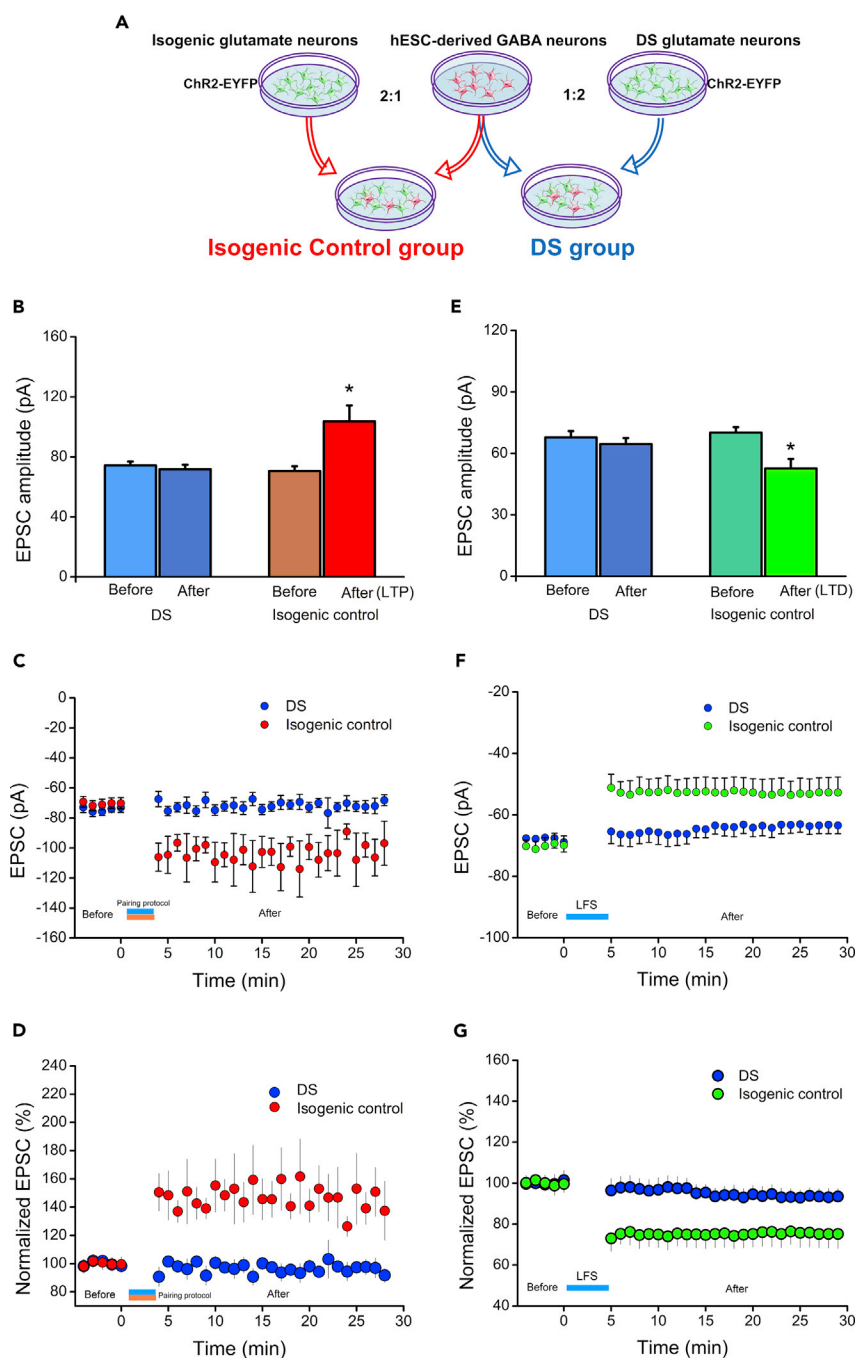 A
Isogenic glutamate neurons hESC-derived GABA neurons DS glutamate neurons
ChR2-EYFP 2:1 1:2 ChR2-EYFP
Isogenic Control group DS group
B
EPSC amplitude (pA)
160
120
80
40
0
Before After Before After (LTP)
DS Isogenic control
*
E
EPSC amplitude (pA)
120
90
60
30
0
Before After Before After (LTD)
DS Isogenic control
*
C
EPSC (pA)
0
-20
-40
-60
-80
-100
-120
-140
-160
DS
Isogenic control
Before Pairing protocol After
0 5 10 15 20 25 30
Time (min)
F
EPSC (pA)
-20
-40
-60
-80
-100
DS
Isogenic control
Before LFS After
0 5 10 15 20 25 30
Time (min)
D
Normalized EPSC (%)
240
220
200
180
160
140
120
100
80
DS
Isogenic control
Before Pairing protocol After
0 5 10 15 20 25 30
Time (min)
G
Normalized EPSC (%)
160
140
120
100
80
60
40
DS
Isogenic control
Before LFS After
0 5 10 15 20 25 30
Time (min)